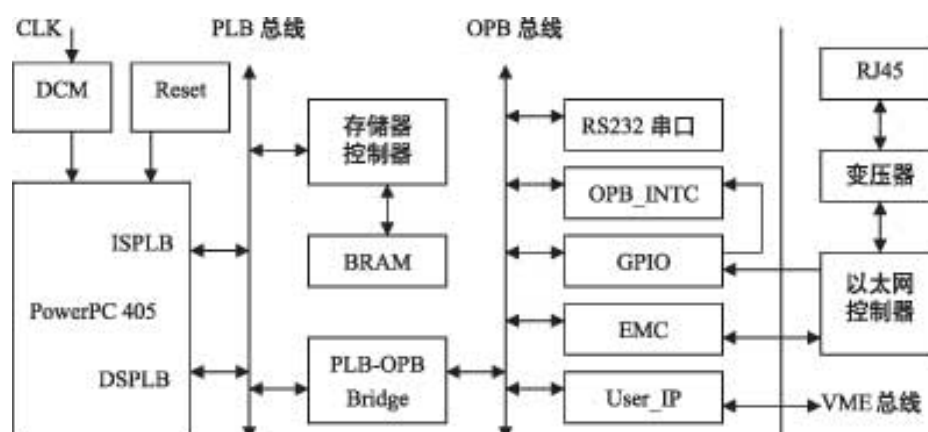 CLK
PLB 总线
OPB 总线
DCM
Reset
RJ45
存储器
控制器
RS232 串口
变压器
OPB_INTC
ISPLB
BRAM
GPIO
以太网
控制器
PowerPC 405
EMC
DSPLB
PLB-OPB
Bridge
User_IP
VME 总线